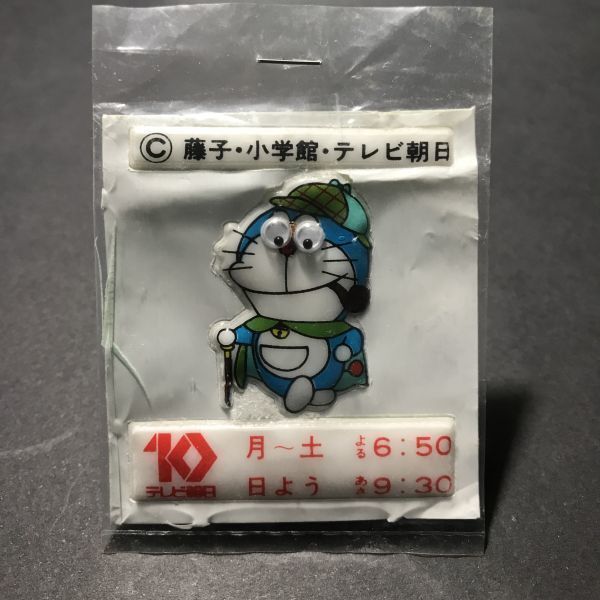 © 藤子・小学館・テレビ朝日
10 月～土 よる6:50
テレビ朝日 日よう あさ9:30